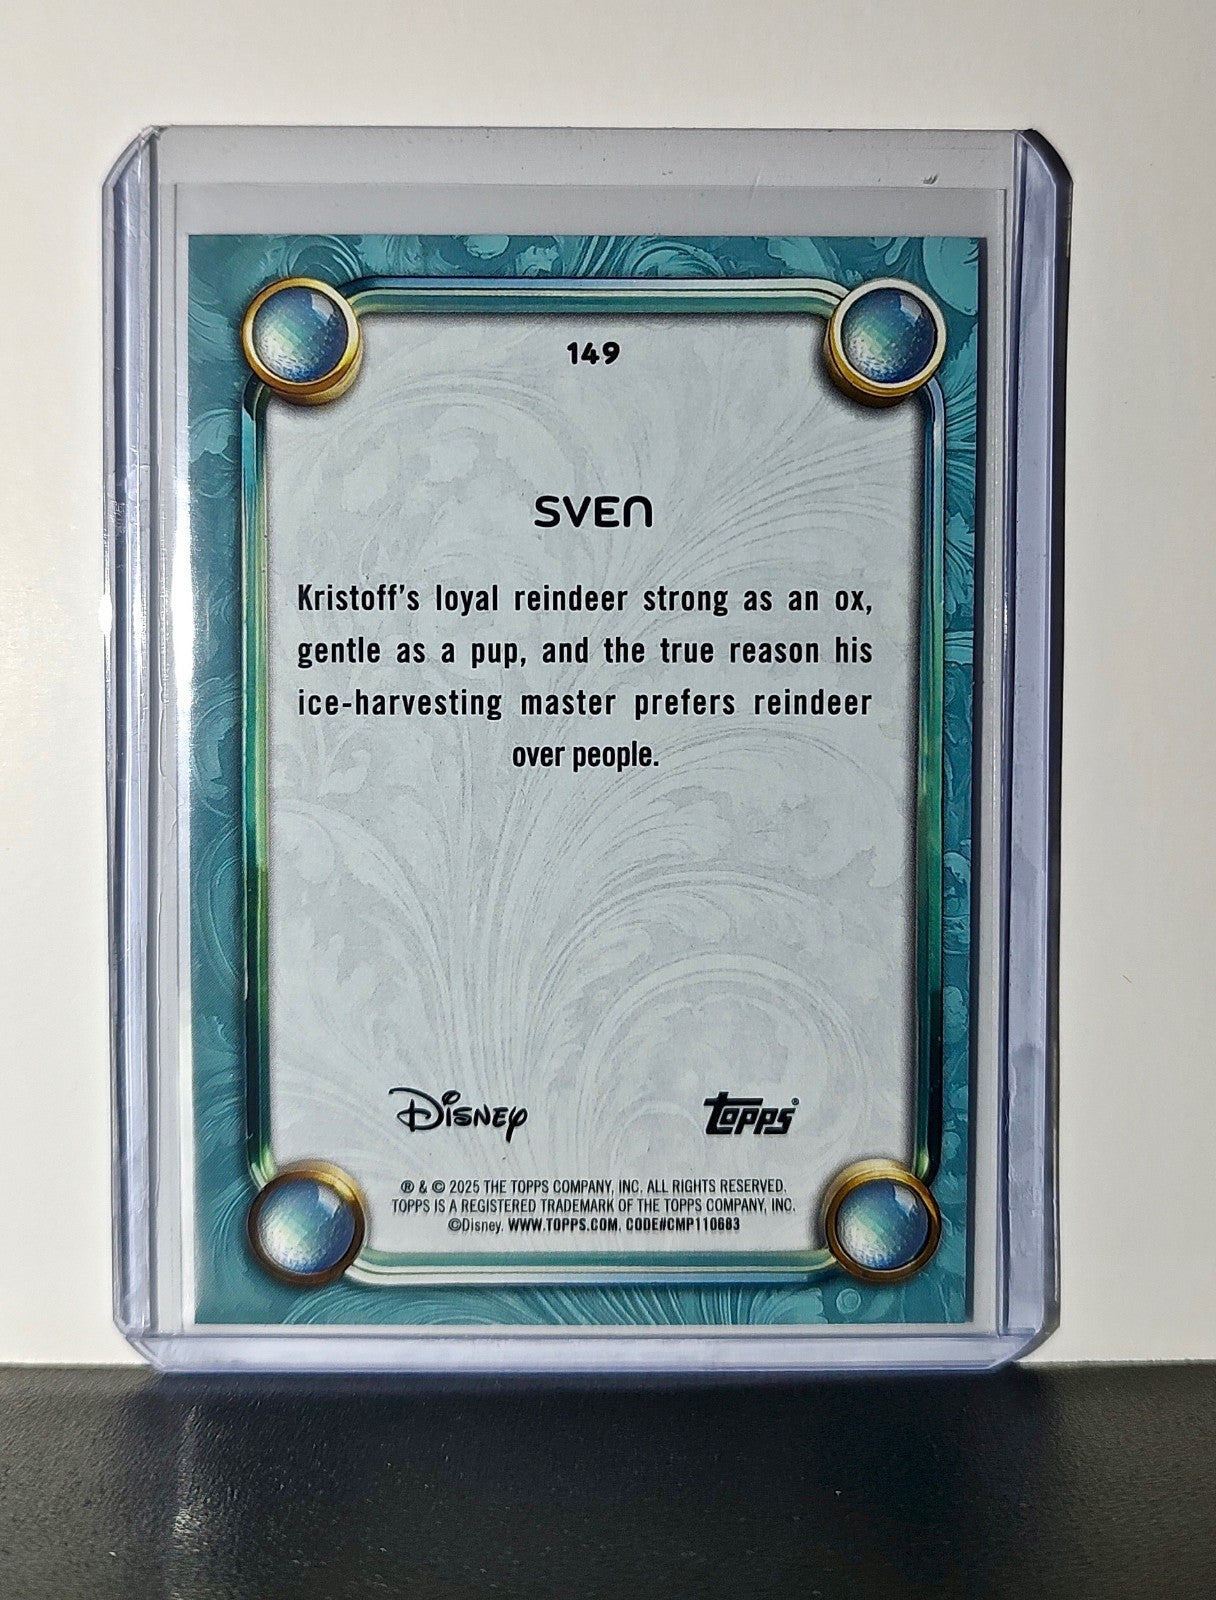 149
SVEN
Kristoff's loyal reindeer strong as an ox,
gentle as a pup, and the true reason his
ice-harvesting master prefers reindeer
over people.
Disney topps®
® & © 2025 THE TOPPS COMPANY, INC. ALL RIGHTS RESERVED.
TOPPS IS A REGISTERED TRADEMARK OF THE TOPPS COMPANY, INC.
©Disney. WWW.TOPPS.COM. CODE#CMP110683